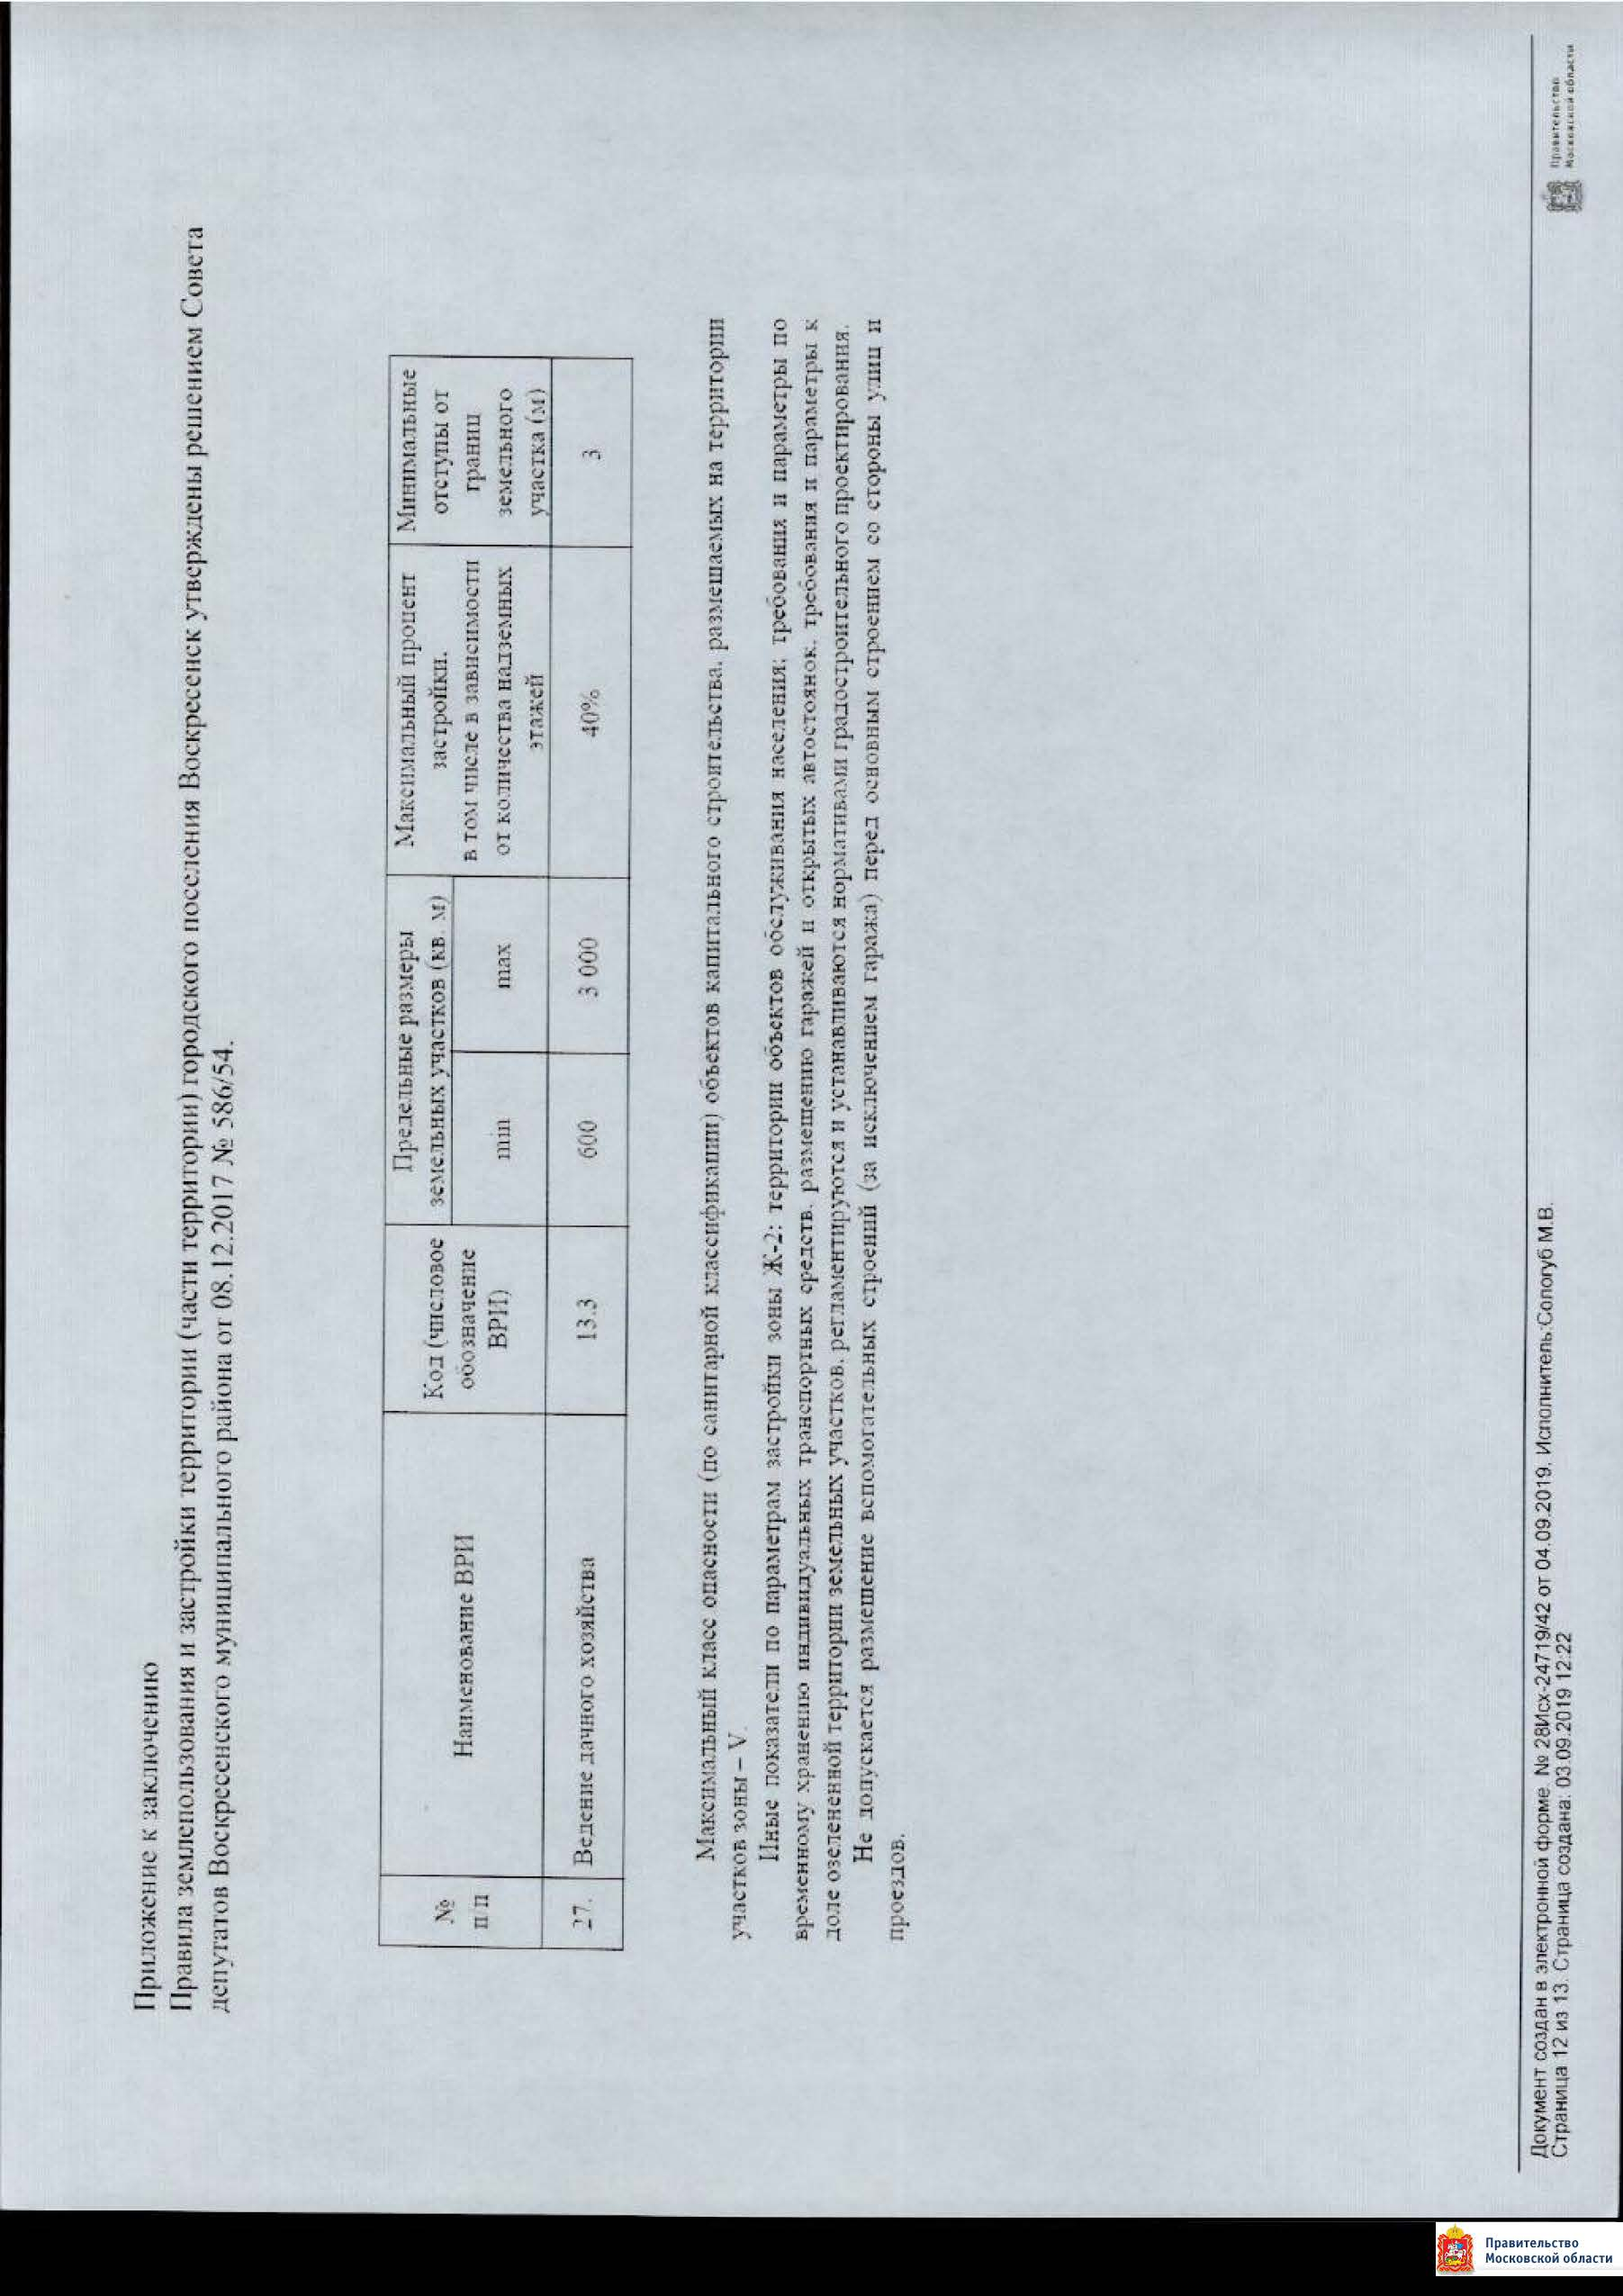 Приложение к заключению
Правила землепользования и застройки территории (части территории) городского поселения Воскресенск утверждены решением Совета
депутатов Воскресенского муниципального района от 08.12.2017 № 586/54.
№
п/п
Наименование ВРИ
Код (числовое
обозначение
ВРИ)
Предельные размеры
земельных участков (кв. м)
min
max
Максимальный процент
застройки,
в том числе в зависимости
от количества надземных
этажей
Минимальные
отступы от
границ
земельного
участка (м)
27.
Ведение дачного хозяйства
13.3
600
3 000
40%
3
Максимальный класс опасности (по санитарной классификации) объектов капитального строительства, размещаемых на территории
участков зоны – V.
Иные показатели по параметрам застройки зоны Ж-2: территории объектов обслуживания населения; требования и параметры по
временному хранению индивидуальных транспортных средств, размещению гаражей и открытых автостоянок, требования и параметры к
доле озелененной территории земельных участков, регламентируются и устанавливаются нормативами градостроительного проектирования.
Не допускается размещение вспомогательных строений (за исключением гаража) перед основным строением со стороны улиц и
проездов.
Документ создан в электронной форме. № 28Исх-24719/42 от 04.09.2019. Исполнитель:Сологуб М.В.
Страница 12 из 13. Страница создана: 03.09.2019 12:22
Правительство
Московской области
Правительство
Московской области